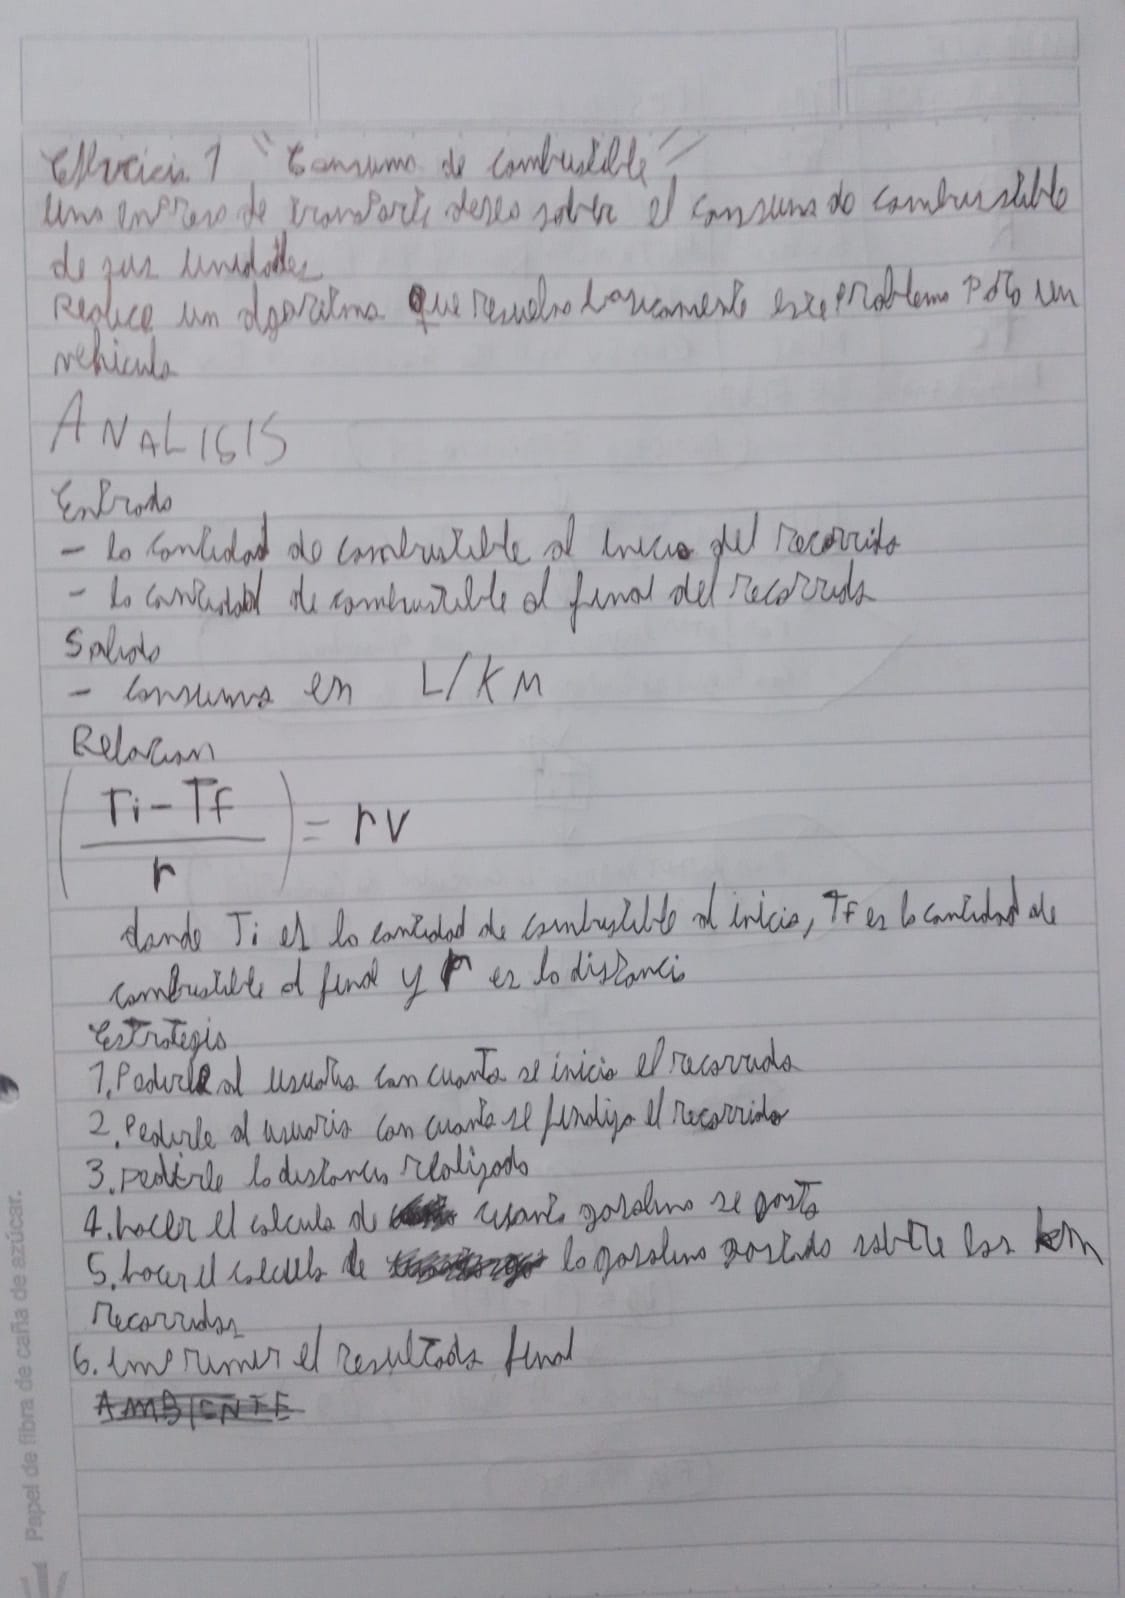 Ejercicio 1 "Consumo de combustible"
Una empresa de transporte desea saber el consumo de combustible
de sus unidades
Realice un algoritmo que resuelva basicamente este problema para un
vehiculo
ANALISIS
Entrada
- la cantidad de combustible al inicio del recorrido
- la cantidad de combustible al final del recorrido
Salida
- consumo en L/KM
Relacion
(Ti-Tf / r) = rv
donde Ti es la cantidad de combustible al inicio, Tf es la cantidad de
combustible al final y r es la distancia
Estrategia
1. Pedirle al usuario con cuanto se inicia el recorrido
2. Pedirle al usuario con cuanto se finalizo el recorrido
3. pedirle la distancia realizada
4. hacer el calculo de cuanta gasolina se gasto
5. hacer el calculo de la gasolina gastada sobre los km
recorridos
6. imprimir el resultado final
AMBIENTE
Papel de fibra de caña de azúcar.